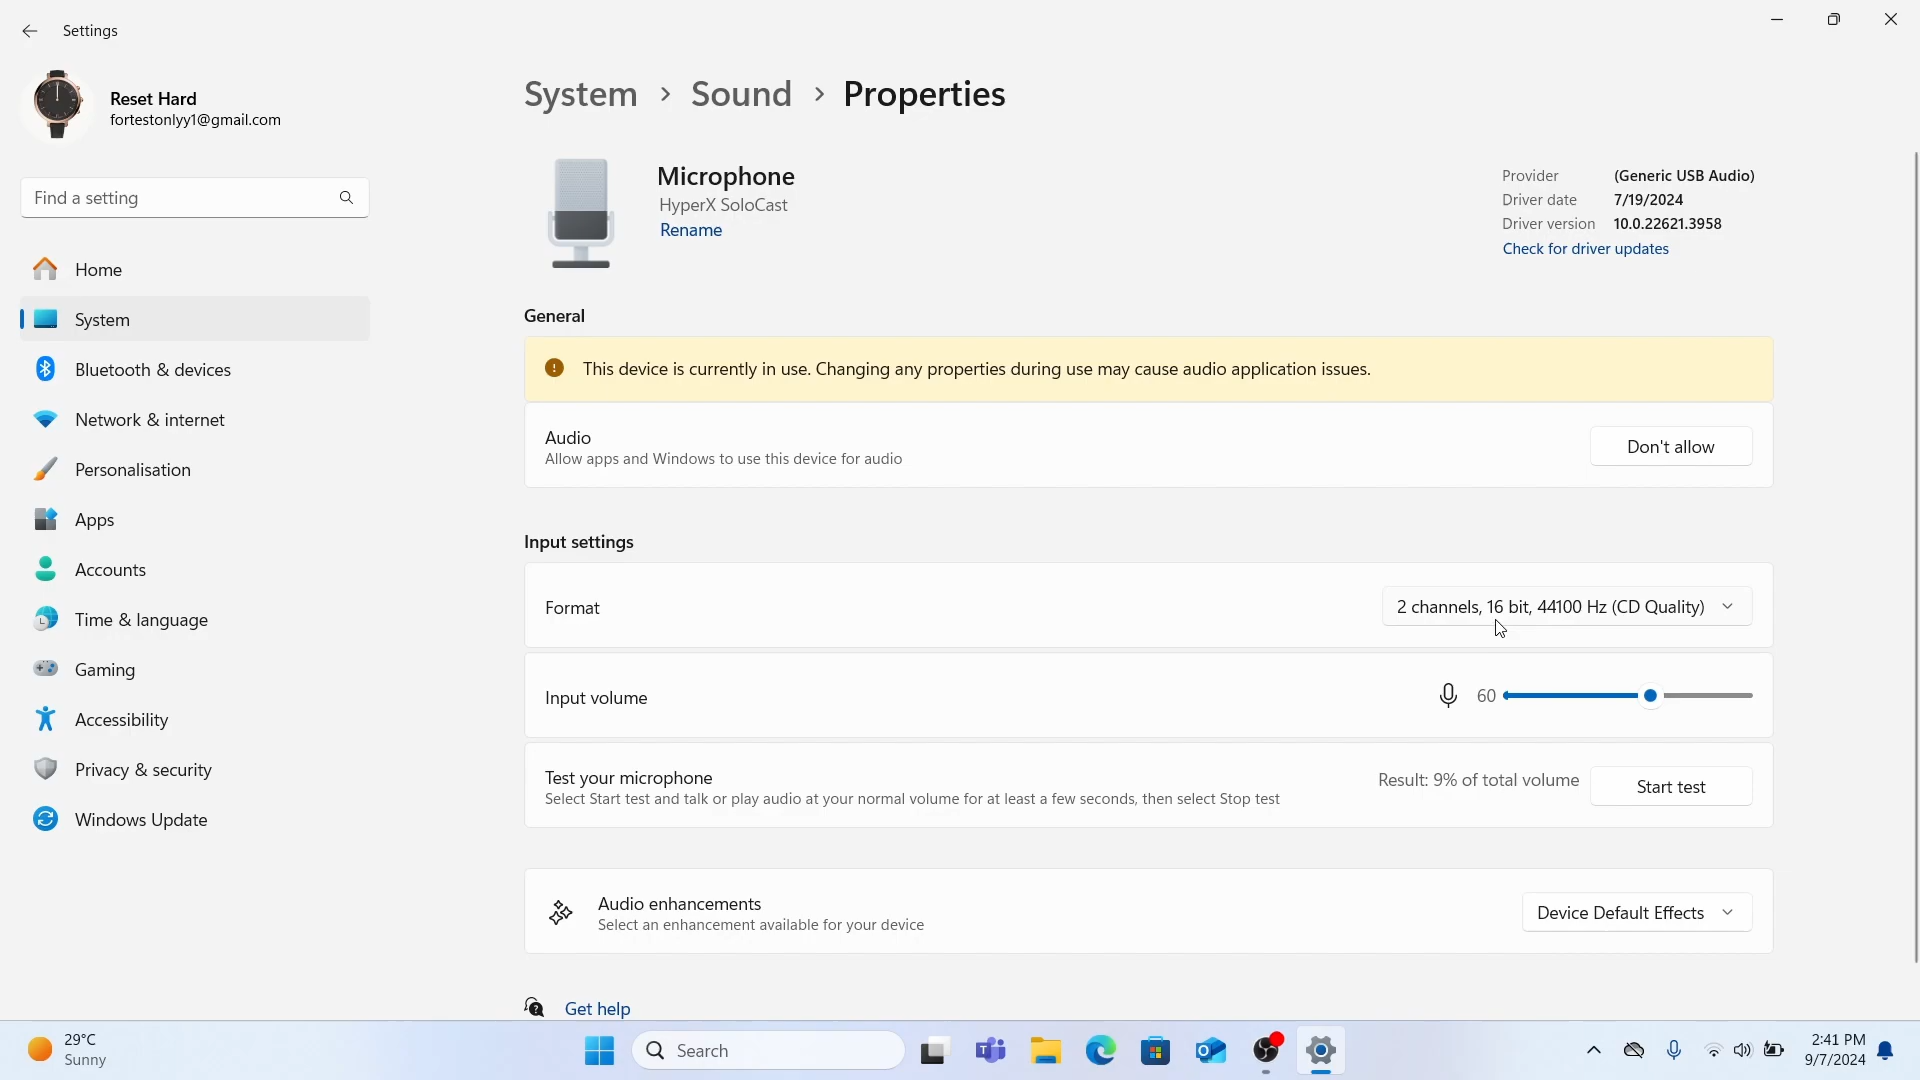 Settings
Reset Hard
fortestonlyy1@gmail.com
Find a setting
Home
System
Bluetooth & devices
Network & internet
Personalisation
Apps
Accounts
Time & language
Gaming
Accessibility
Privacy & security
Windows Update
System > Sound > Properties
Microphone
HyperX SoloCast
Rename
Provider (Generic USB Audio)
Driver date 7/19/2024
Driver version 10.0.22621.3958
Check for driver updates
General
This device is currently in use. Changing any properties during use may cause audio application issues.
Audio
Allow apps and Windows to use this device for audio
Don't allow
Input settings
Format
2 channels, 16 bit, 44100 Hz (CD Quality)
Input volume
60
Test your microphone
Select Start test and talk or play audio at your normal volume for at least a few seconds, then select Stop test
Result: 9% of total volume
Start test
Audio enhancements
Select an enhancement available for your device
Device Default Effects
Get help
29°C
Sunny
Search
2:41 PM
9/7/2024